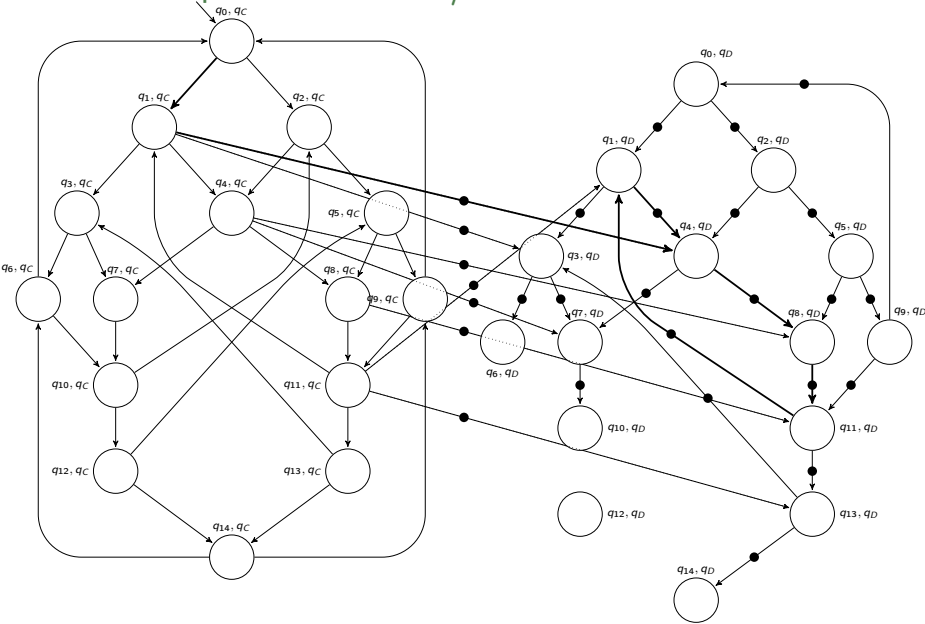 q0, qC
q1, qC
q2, qC
q3, qC
q4, qC
q5, qC
q6, qC
q7, qC
q8, qC
q9, qC
q10, qC
q11, qC
q12, qC
q13, qC
q14, qC
q0, qD
q1, qD
q2, qD
q3, qD
q4, qD
q5, qD
q6, qD
q7, qD
q8, qD
q9, qD
q10, qD
q11, qD
q12, qD
q13, qD
q14, qD